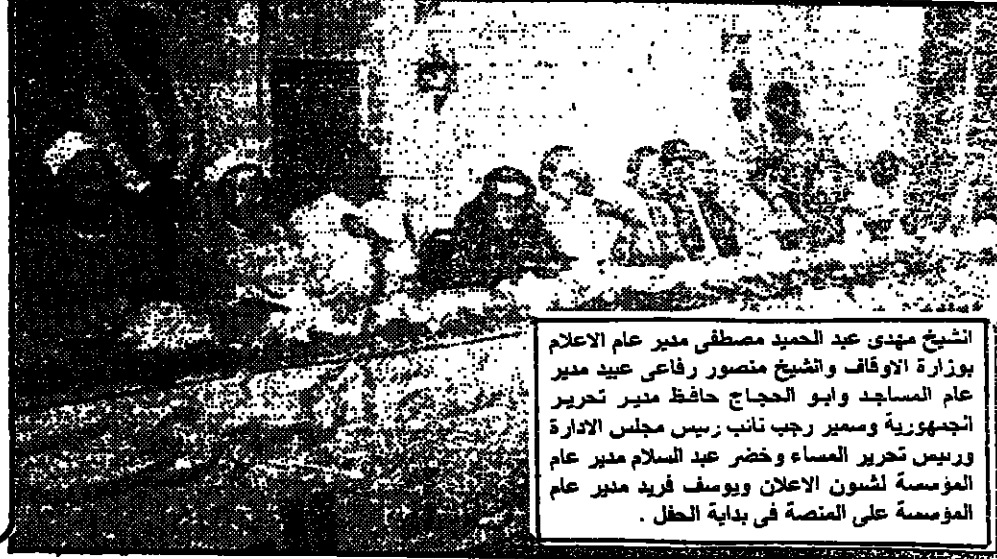 الشيخ مهدى عبد الحميد مصطفى مدير عام الاعلام
بوزارة الاوقاف والشيخ منصور رفاعى عبيد مدير
عام المساجد وابو الحجاج حافظ مدير تحرير
الجمهورية وسمير رجب نائب رئيس مجلس الادارة
ورئيس تحرير المساء وخضر عبد السلام مدير عام
المؤسسة لشئون الاعلان ويوسف فريد مدير عام
المؤسسة على المنصة فى بداية الحفل .